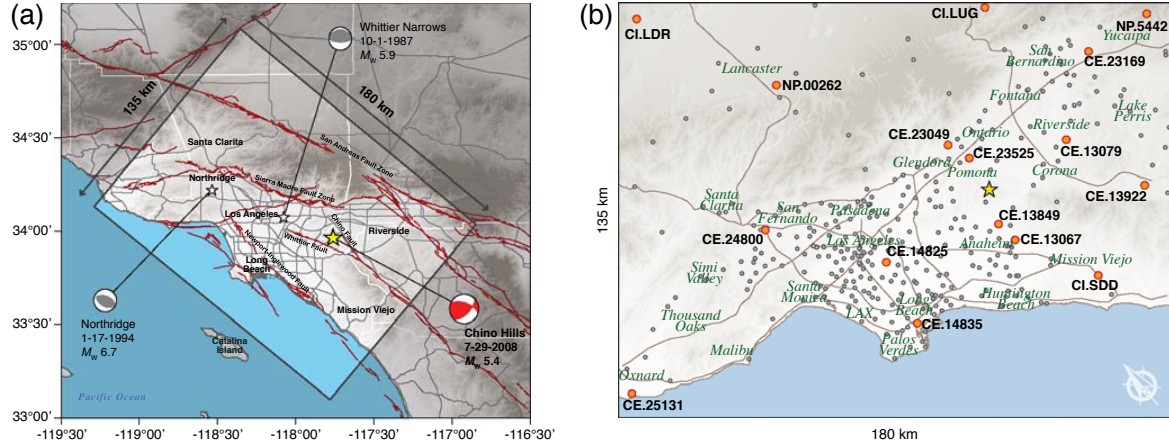 (a)
35°00'
34°30'
34°00'
33°30'
33°00'
-119°30'
-119°00'
-118°30'
-118°00'
-117°30'
-117°00'
-116°30'
Whittier Narrows
10-1-1987
Mw 5.9
135 km
180 km
Santa Clarita
San Andreas Fault Zone
Northridge
Sierra Madre Fault Zone
Los Angeles
Chino Fault
Riverside
Whittier Fault
Newport-Inglewood Fault
Long
Beach
Mission Viejo
Northridge
1-17-1994
Mw 6.7
Catalina
Island
Chino Hills
7-29-2008
Mw 5.4
Pacific Ocean
(b)
CI.LDR
CI.LUG
NP.5442
Yucaipa
San
Bernardino
CE.23169
Lancaster
NP.00262
Fontana
Lake
Perris
CE.23049
Ontario
Riverside
CE.23525
CE.13079
Glendora
Pomona
Corona
CE.13922
Santa
Clarita
San
Fernando
Pasadena
CE.13849
CE.24800
Los Angeles
Anaheim
CE.13067
CE.14825
Mission Viejo
Simi
Valley
CI.SDD
Santa
Monica
Long
Beach
Huntington
Beach
Thousand
Oaks
LAX
CE.14835
Malibu
Palos
Verdes
Oxnard
CE.25131
135 km
180 km